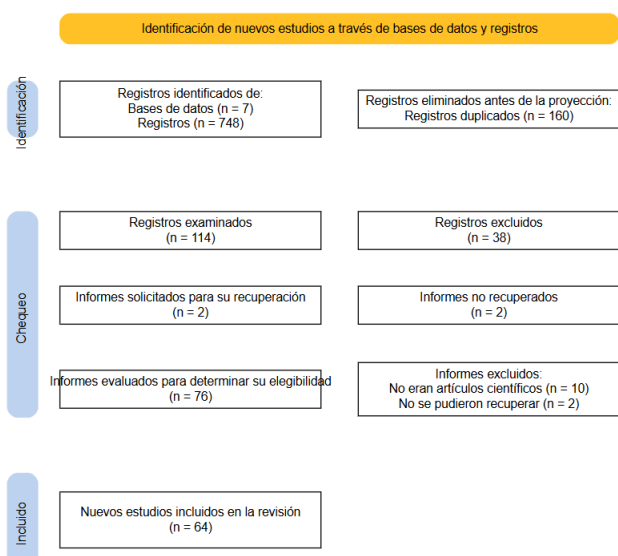 Identificación de nuevos estudios a través de bases de datos y registros
Identificación
Registros identificados de:
Bases de datos (n = 7)
Registros (n = 748)
Registros eliminados antes de la proyección:
Registros duplicados (n = 160)
Chequeo
Registros examinados
(n = 114)
Registros excluidos
(n = 38)
Informes solicitados para su recuperación
(n = 2)
Informes no recuperados
(n = 2)
Informes evaluados para determinar su elegibilidad
(n = 76)
Informes excluidos:
No eran artículos científicos (n = 10)
No se pudieron recuperar (n = 2)
Incluido
Nuevos estudios incluidos en la revisión
(n = 64)